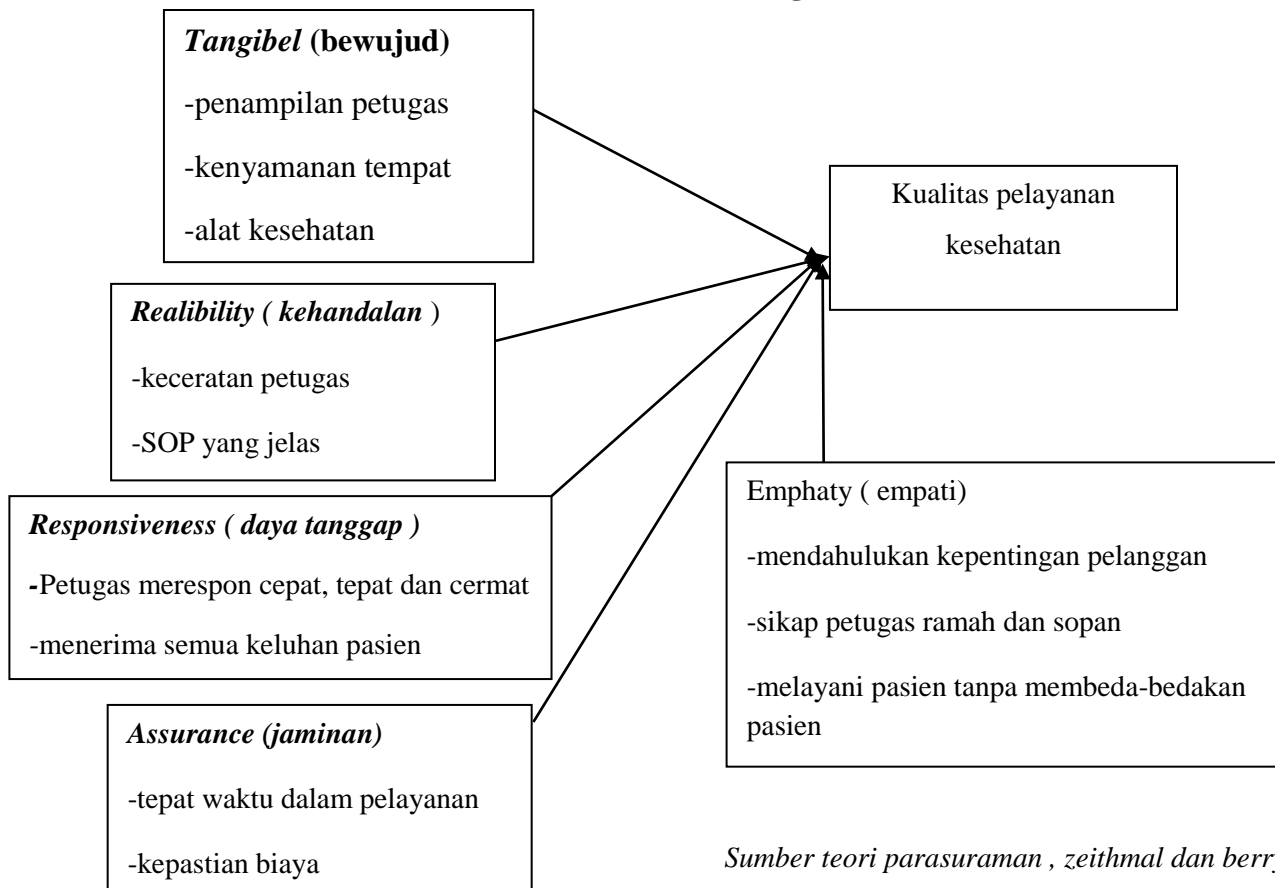 Tangibel (bewujud)
-penampilan petugas
-kenyamanan tempat
-alat kesehatan
Kualitas pelayanan
kesehatan
Realibility ( kehandalan )
-keceratan petugas
-SOP yang jelas
Responsiveness ( daya tanggap )
-Petugas merespon cepat, tepat dan cermat
-menerima semua keluhan pasien
Emphaty ( empati)
-mendahulukan kepentingan pelanggan
-sikap petugas ramah dan sopan
-melayani pasien tanpa membeda-bedakan
pasien
Assurance (jaminan)
-tepat waktu dalam pelayanan
-kepastian biaya
Sumber teori parasuraman , zeithmal dan berry